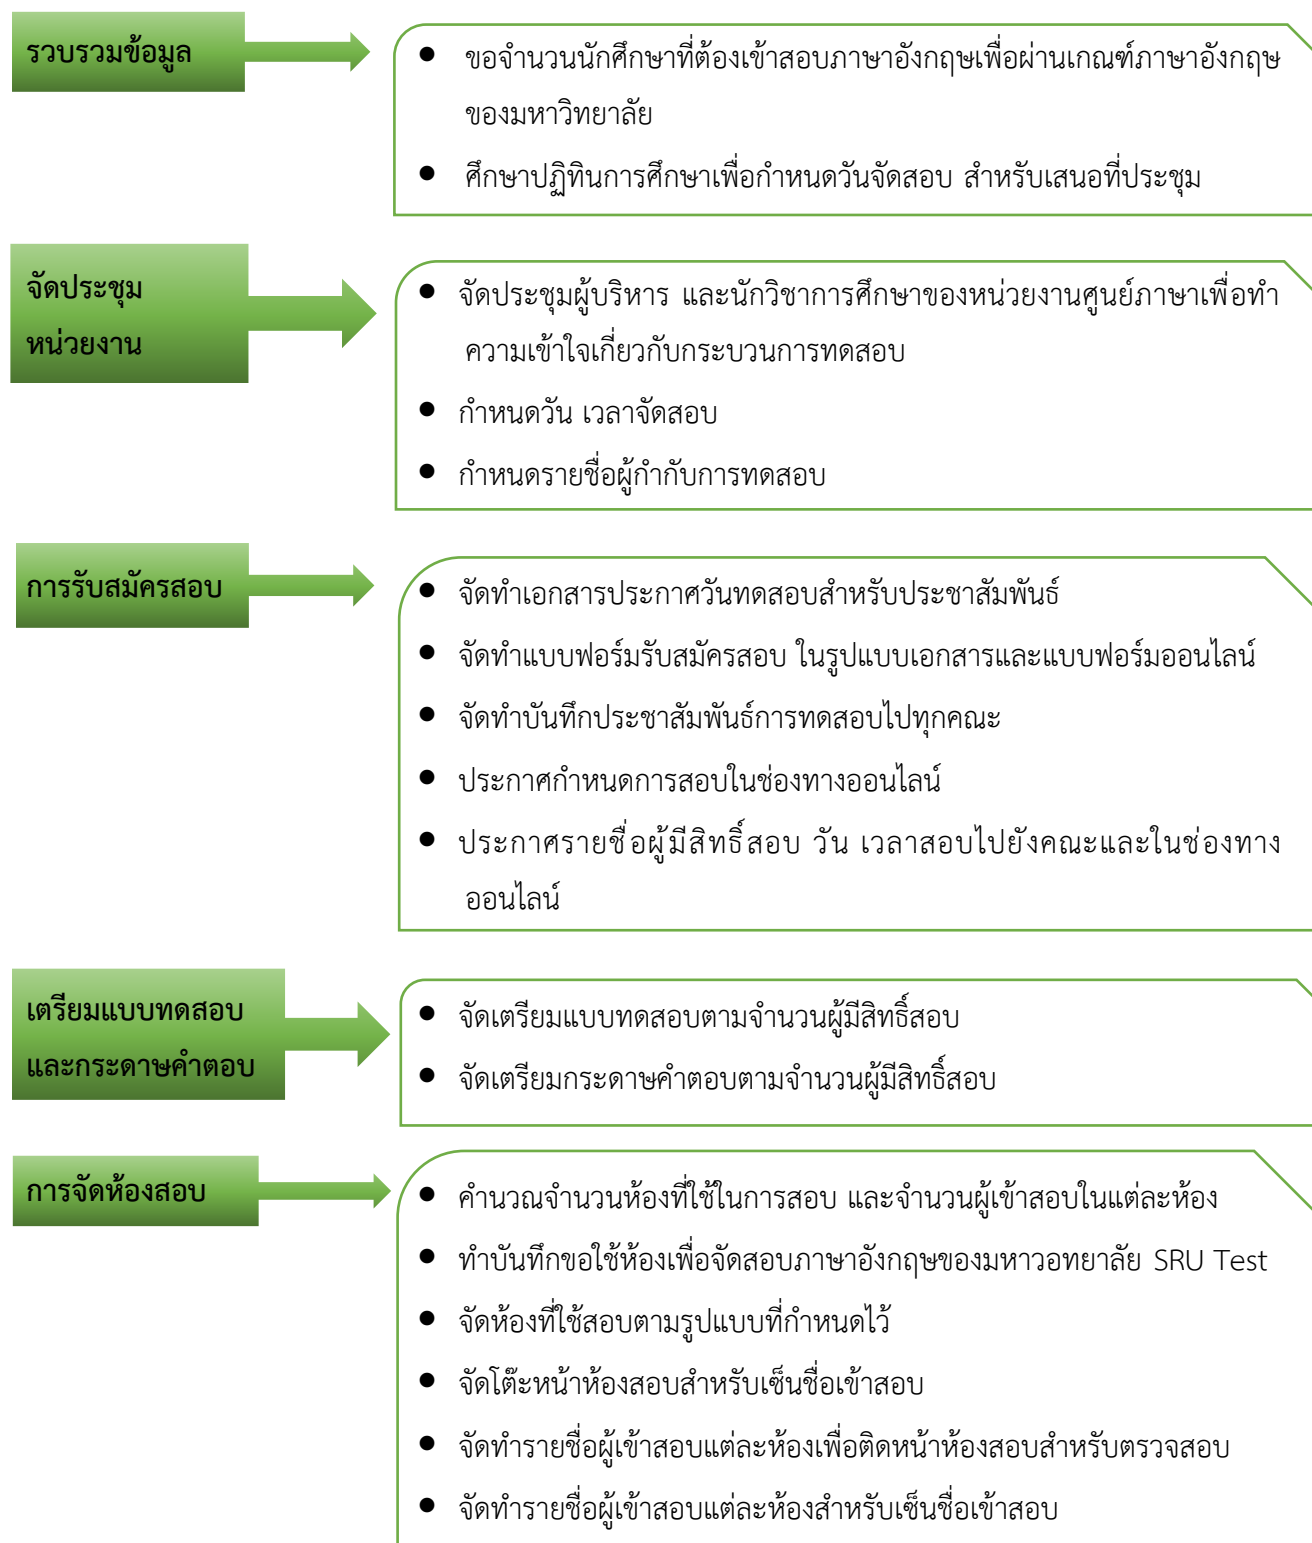 รวบรวมข้อมูล
● ขอจำนวนนักศึกษาที่ต้องเข้าสอบภาษาอังกฤษเพื่อผ่านเกณฑ์ภาษาอังกฤษ
ของมหาวิทยาลัย
● ศึกษาปฏิทินการศึกษาเพื่อกำหนดวันจัดสอบ สำหรับเสนอที่ประชุม
จัดประชุม
หน่วยงาน
● จัดประชุมผู้บริหาร และนักวิชาการศึกษาของหน่วยงานศูนย์ภาษาเพื่อทำ
ความเข้าใจเกี่ยวกับกระบวนการทดสอบ
● กำหนดวัน เวลาจัดสอบ
● กำหนดรายชื่อผู้กำกับการทดสอบ
การรับสมัครสอบ
● จัดทำเอกสารประกาศวันทดสอบสำหรับประชาสัมพันธ์
● จัดทำแบบฟอร์มรับสมัครสอบ ในรูปแบบเอกสารและแบบฟอร์มออนไลน์
● จัดทำบันทึกประชาสัมพันธ์การทดสอบไปทุกคณะ
● ประกาศกำหนดการสอบในช่องทางออนไลน์
● ประกาศรายชื่อผู้มีสิทธิ์สอบ วัน เวลาสอบไปยังคณะและในช่องทาง
ออนไลน์
เตรียมแบบทดสอบ
และกระดาษคำตอบ
● จัดเตรียมแบบทดสอบตามจำนวนผู้มีสิทธิ์สอบ
● จัดเตรียมกระดาษคำตอบตามจำนวนผู้มีสิทธิ์สอบ
การจัดห้องสอบ
● คำนวณจำนวนห้องที่ใช้ในการสอบ และจำนวนผู้เข้าสอบในแต่ละห้อง
● ทำบันทึกขอใช้ห้องเพื่อจัดสอบภาษาอังกฤษของมหาวอทยาลัย SRU Test
● จัดห้องที่ใช้สอบตามรูปแบบที่กำหนดไว้
● จัดโต๊ะหน้าห้องสอบสำหรับเซ็นชื่อเข้าสอบ
● จัดทำรายชื่อผู้เข้าสอบแต่ละห้องเพื่อติดหน้าห้องสอบสำหรับตรวจสอบ
● จัดทำรายชื่อผู้เข้าสอบแต่ละห้องสำหรับเซ็นชื่อเข้าสอบ